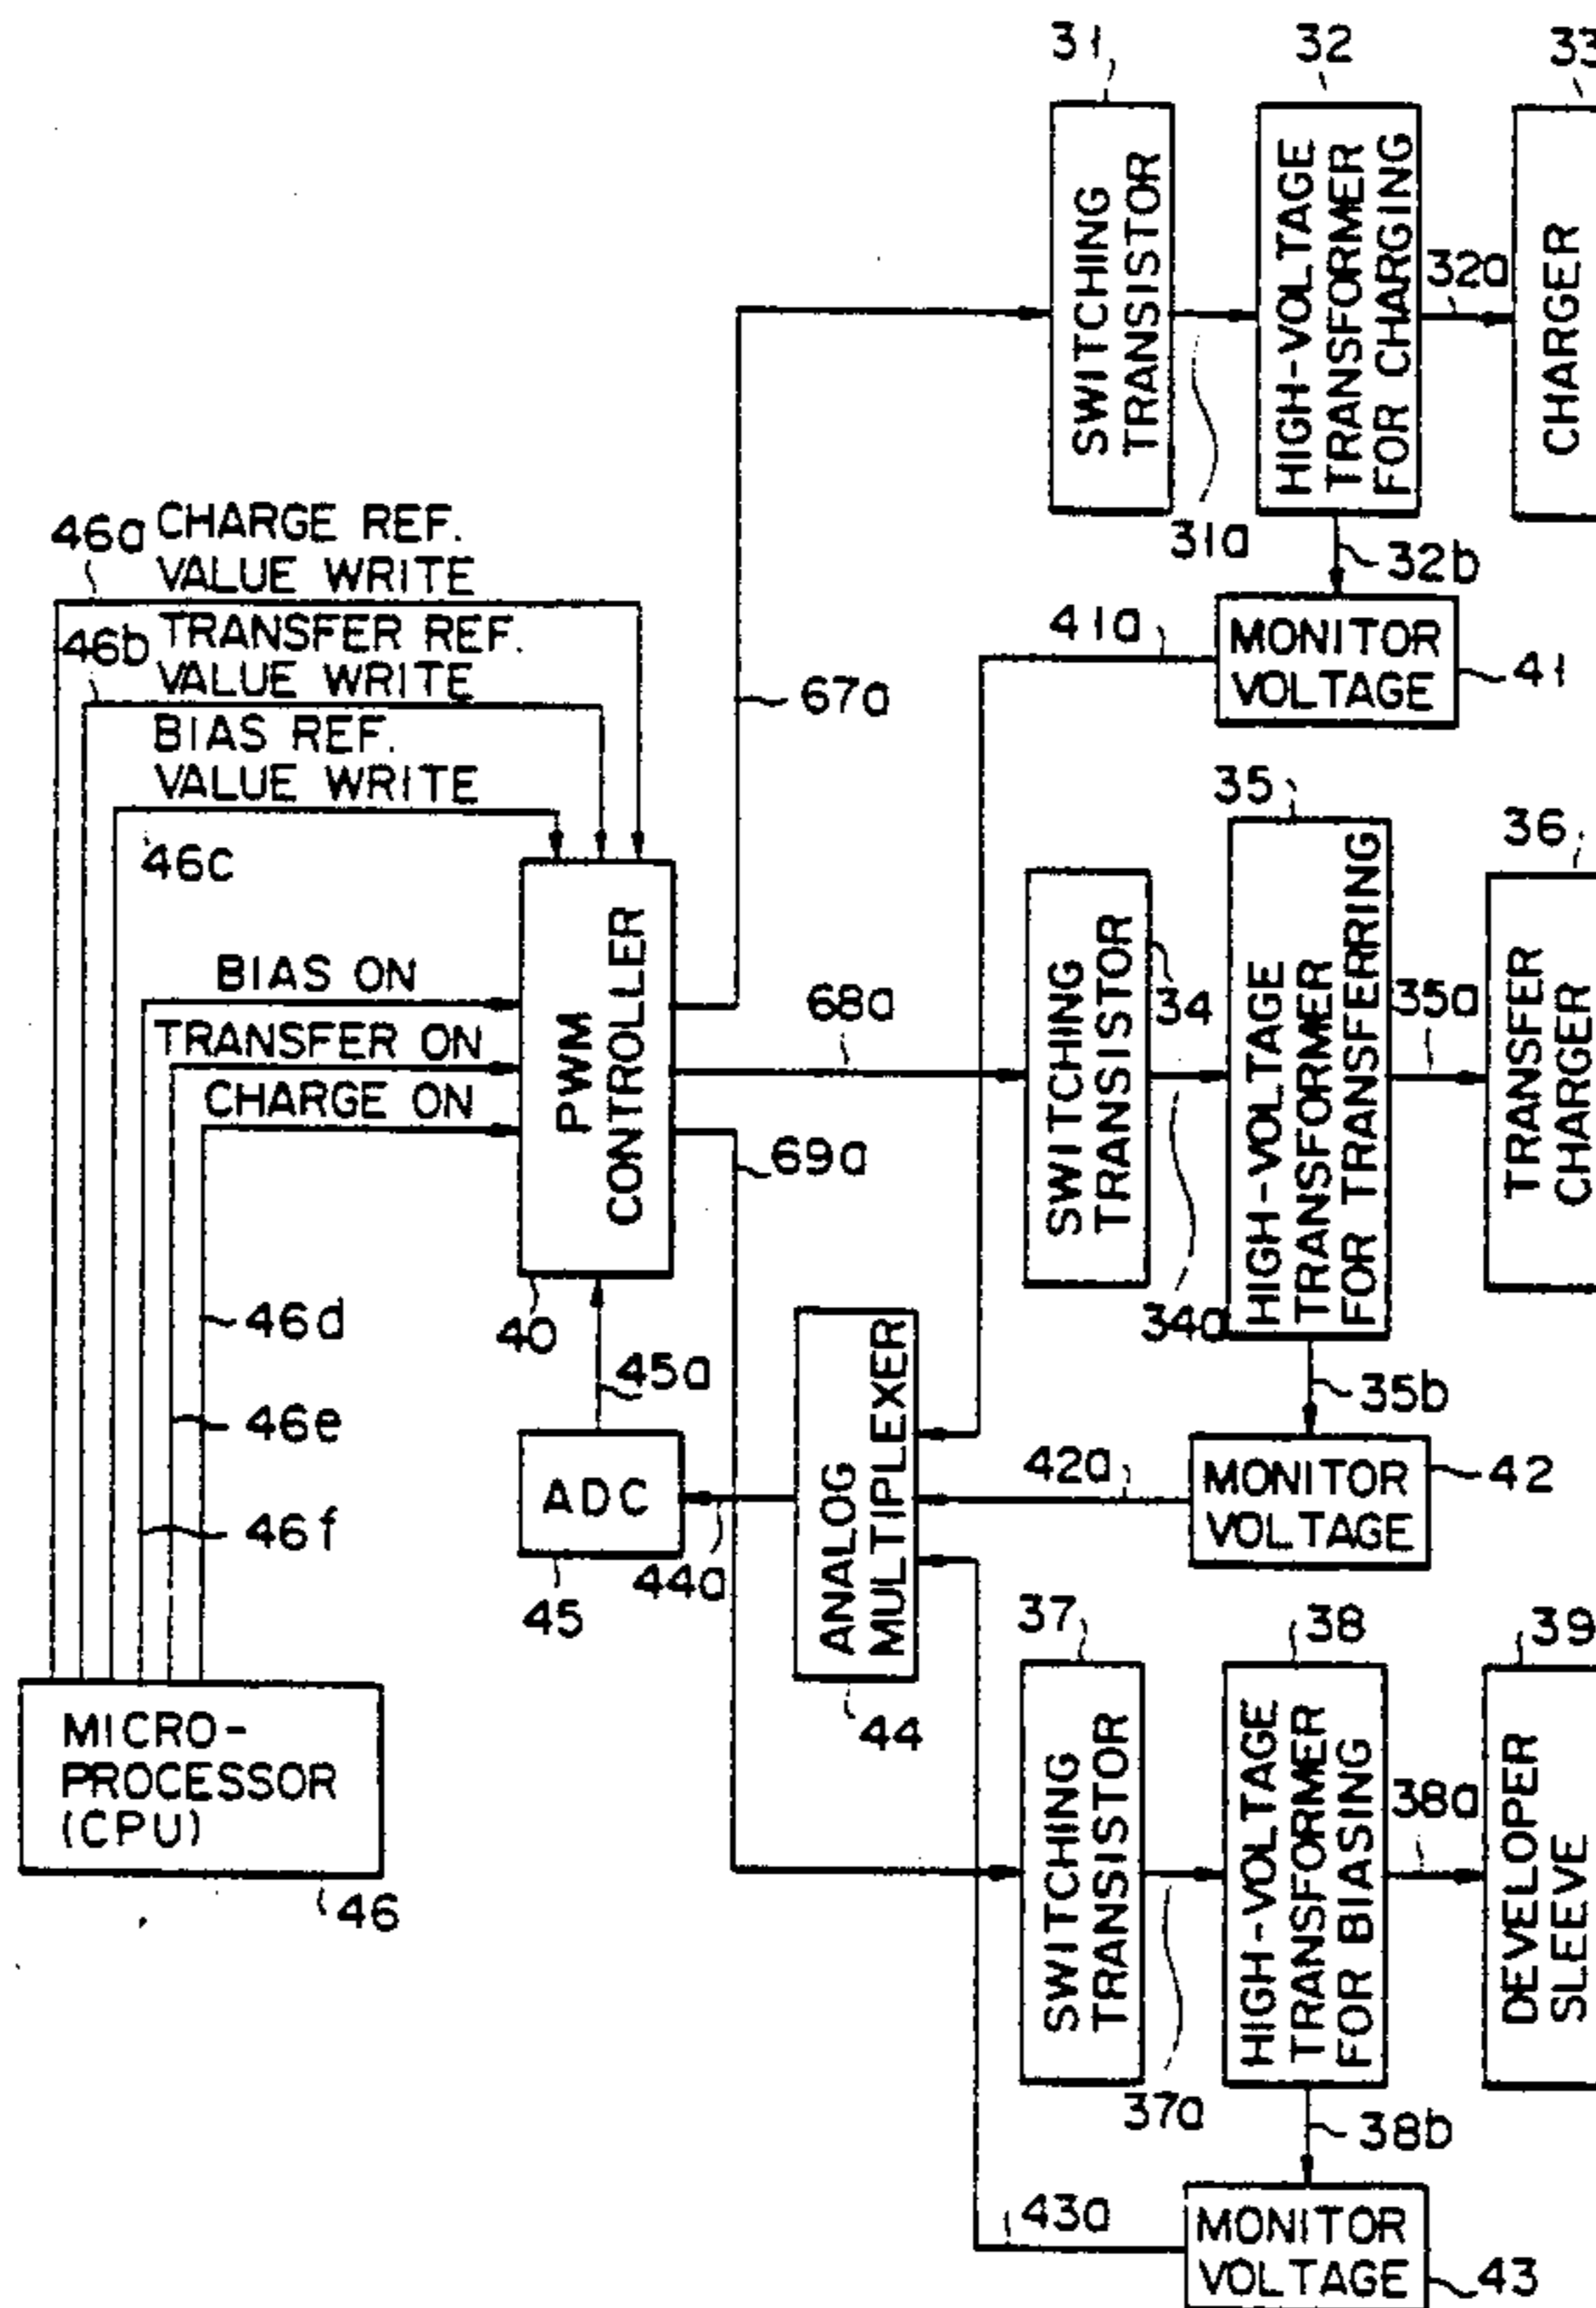 31
32
33
SWITCHING
TRANSISTOR
HIGH-VOLTAGE
TRANSFORMER
FOR CHARGING
32a
CHARGER
31a
32b
46a
CHARGE REF.
VALUE WRITE
46b
TRANSFER REF.
VALUE WRITE
BIAS REF.
VALUE WRITE
46c
67a
41a
MONITOR
VOLTAGE
41
35
36
BIAS ON
TRANSFER ON
CHARGE ON
PWM
CONTROLLER
40
68a
69a
SWITCHING
TRANSISTOR
34
34a
HIGH-VOLTAGE
TRANSFORMER
FOR TRANSFERRING
35a
TRANSFER
CHARGER
46d
46e
46f
45a
ADC
45
44a
ANALOG
MULTIPLEXER
44
35b
42a
MONITOR
VOLTAGE
42
37
38
39
MICRO-
PROCESSOR
(CPU)
46
SWITCHING
TRANSISTOR
37a
HIGH-VOLTAGE
TRANSFORMER
FOR BIASING
38a
DEVELOPER
SLEEVE
38b
43a
MONITOR
VOLTAGE
43